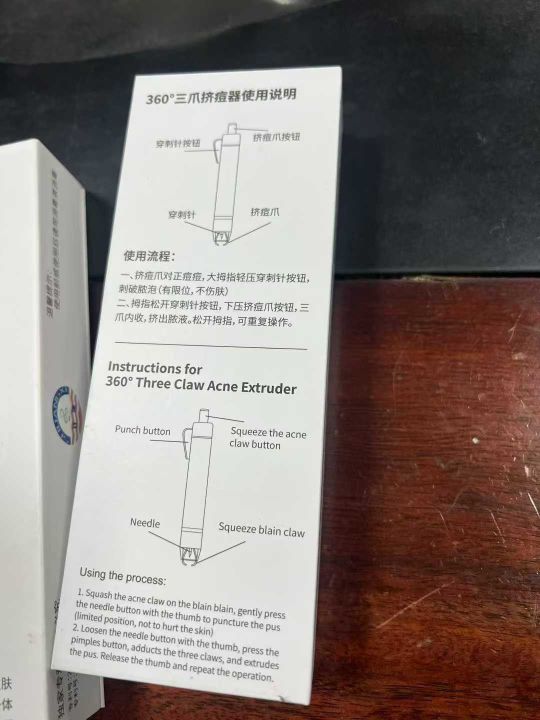 360°三爪挤痘器使用说明
穿刺针按钮
挤痘爪按钮
穿刺针
挤痘爪
使用流程：
一、挤痘爪对正痘痘，大拇指轻压穿刺针按钮，
刺破脓泡（有限位，不伤肤）
二、拇指松开穿刺针按钮，下压挤痘爪按钮，三
爪内收，挤出脓液。松开拇指，可重复操作。
Instructions for
360° Three Claw Acne Extruder
Punch button
Squeeze the acne
claw button
Needle
Squeeze blain claw
Using the process:
1. Squash the acne claw on the blain blain, gently press
the needle button with the thumb to puncture the pus
(limited position, not to hurt the skin)
2. Loosen the needle button with the thumb, press the
pimples button, adducts the three claws, and extrudes
the pus. Release the thumb and repeat the operation.
肤
体